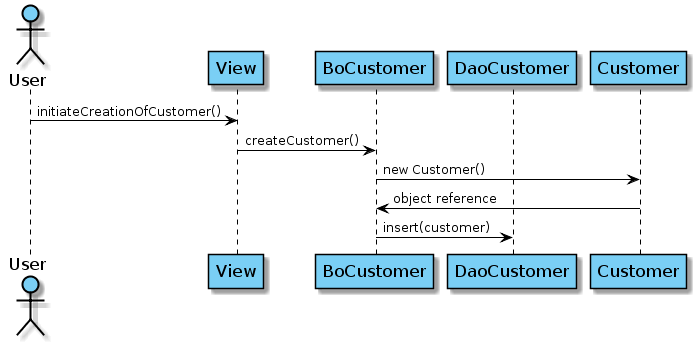 User
View
BoCustomer
DaoCustomer
Customer
initiateCreationOfCustomer()
createCustomer()
new Customer()
object reference
insert(customer)
User
View
BoCustomer
DaoCustomer
Customer